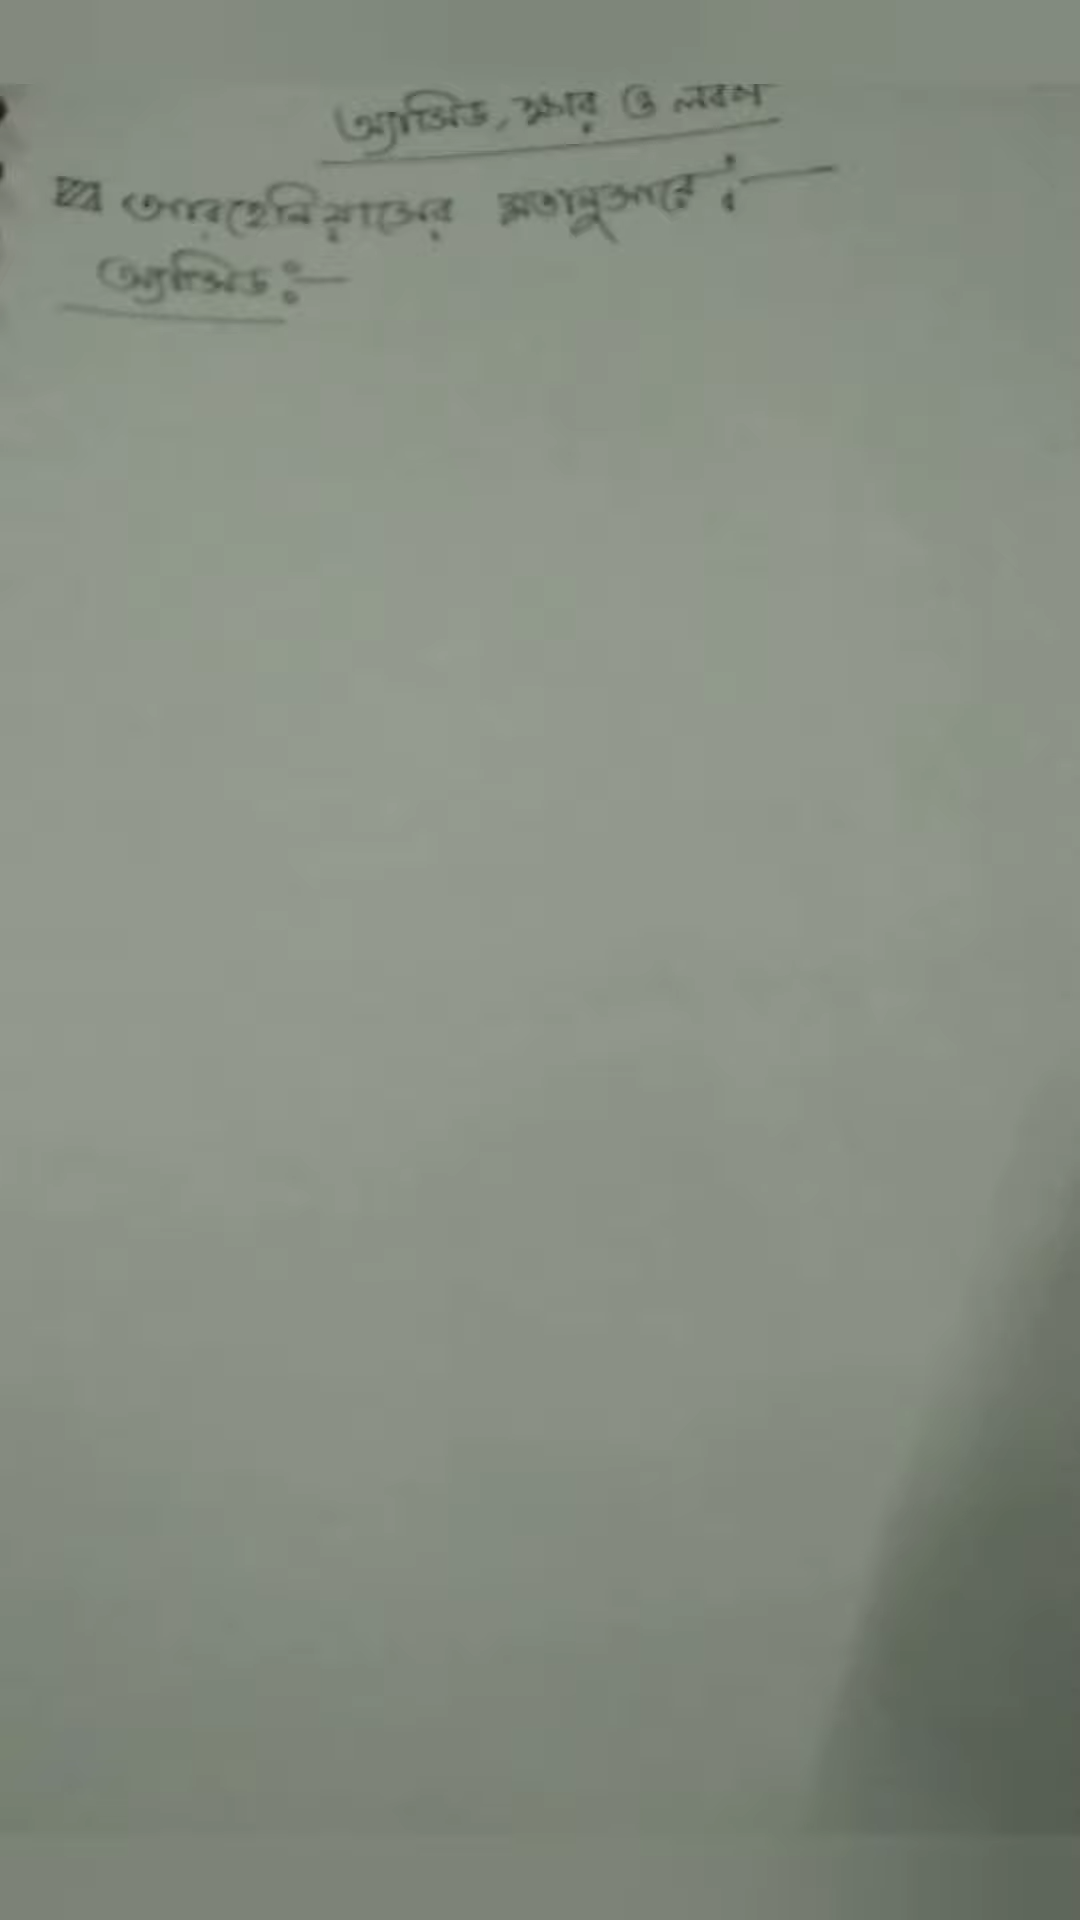 অ্যাসিড, ক্ষার ও লবণ
আরহেনিয়াসের মতানুসারে :—
অ্যাসিড :—